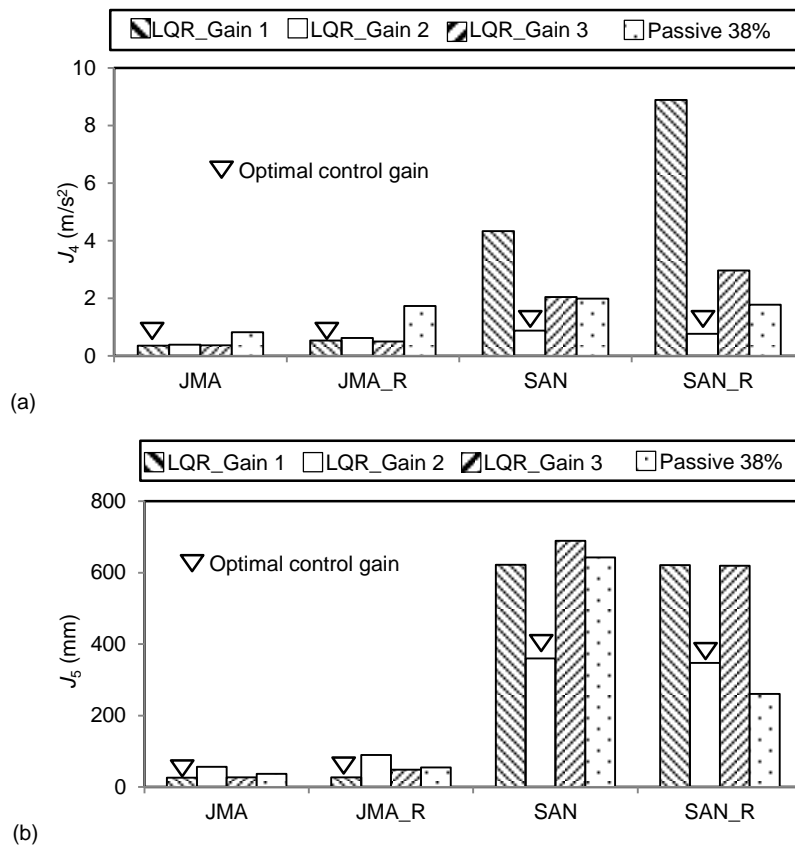 LQR_Gain 1 LQR_Gain 2 LQR_Gain 3 Passive 38%
10
8
6
4
2
0
J4 (m/s²)
Optimal control gain
JMA JMA_R SAN SAN_R
(a)
LQR_Gain 1 LQR_Gain 2 LQR_Gain 3 Passive 38%
800
600
400
200
0
J5 (mm)
Optimal control gain
JMA JMA_R SAN SAN_R
(b)